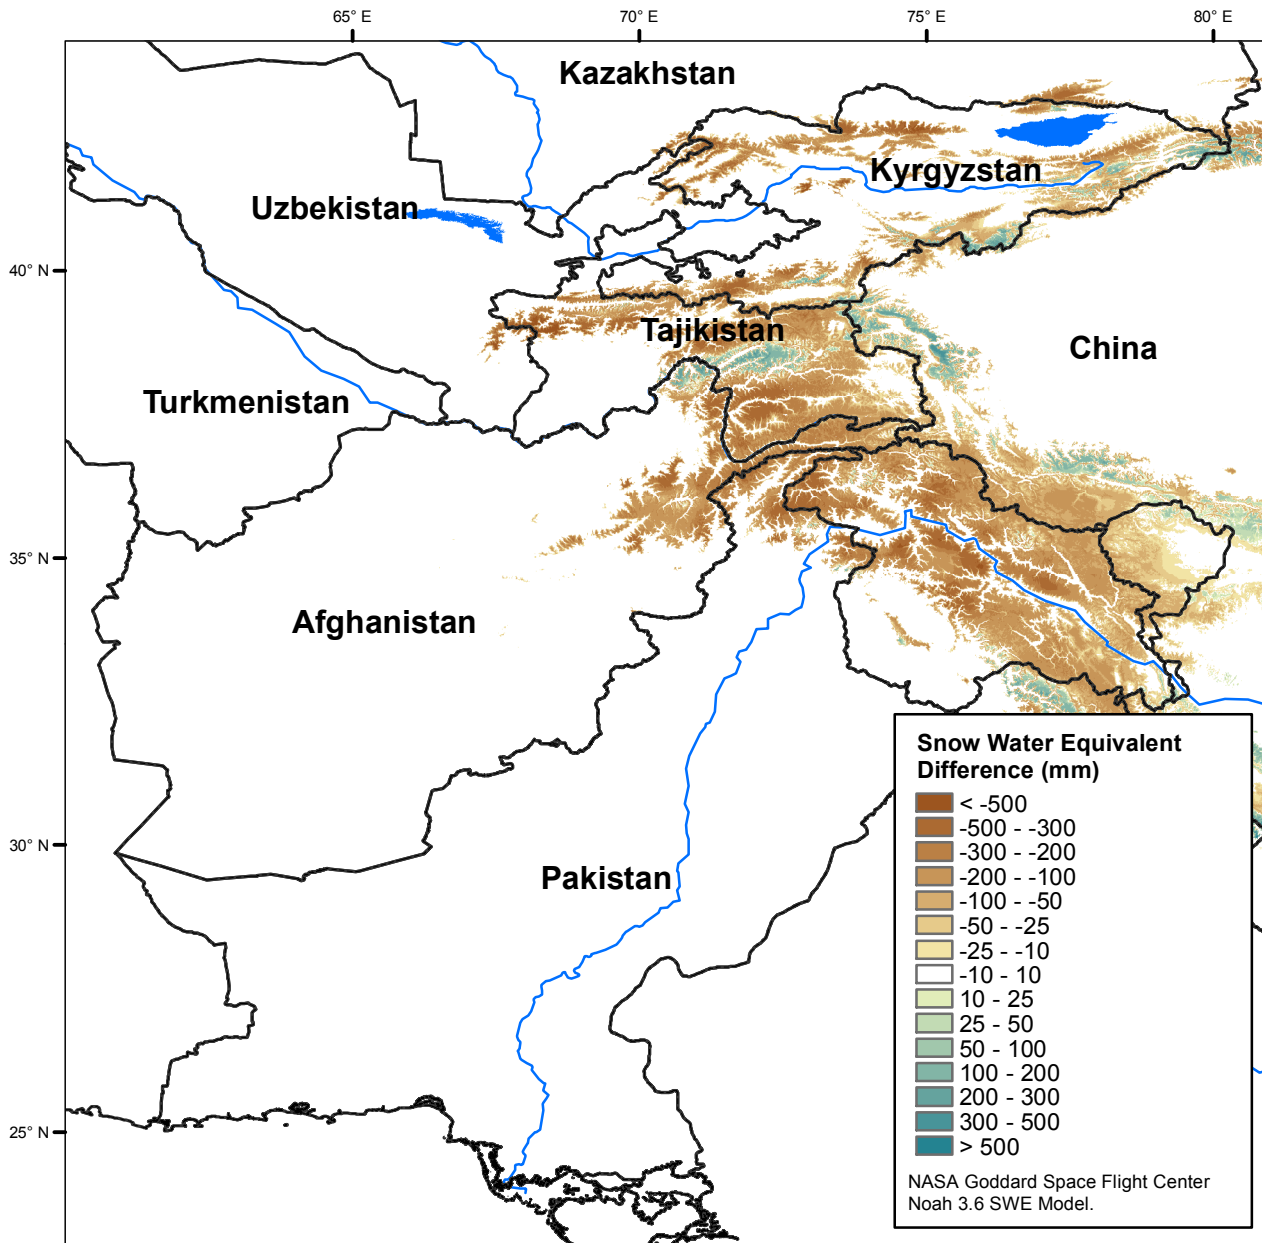 65° E
70° E
75° E
80° E
Kazakhstan
Kyrgyzstan
Uzbekistan
40° N
Tajikistan
China
Turkmenistan
35° N
Afghanistan
30° N
Pakistan
25° N
Snow Water Equivalent
Difference (mm)
< -500
-500 - -300
-300 - -200
-200 - -100
-100 - -50
-50 - -25
-25 - -10
-10 - 10
10 - 25
25 - 50
50 - 100
100 - 200
200 - 300
300 - 500
> 500
NASA Goddard Space Flight Center
Noah 3.6 SWE Model.